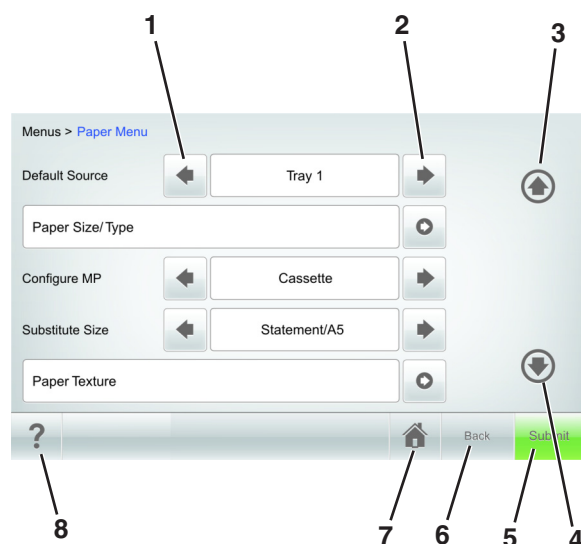 1 2 3
Menus > Paper Menu
Default Source Tray 1
Paper Size/Type
Configure MP Cassette
Substitute Size Statement/A5
Paper Texture
? Back Submit
8 7 6 5 4